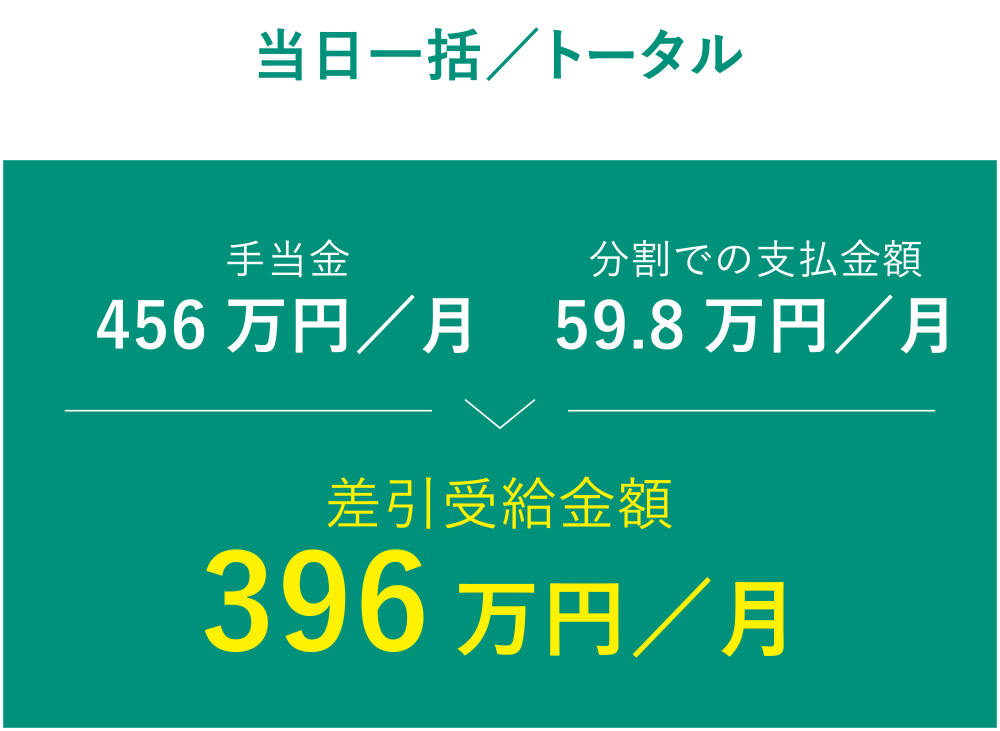 当日一括／トータル
手当金
456 万円／月
分割での支払金額
59.8 万円／月
差引受給金額
396 万円／月